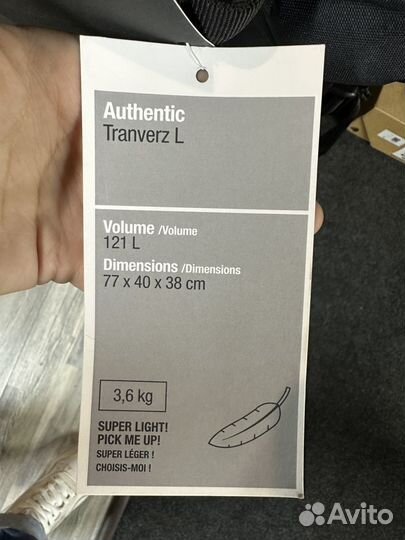 Authentic
Tranverz L
Volume /Volume
121 L
Dimensions /Dimensions
77 x 40 x 38 cm
3,6 kg
SUPER LIGHT!
PICK ME UP!
SUPER LÉGER !
CHOISIS-MOI !
Avito